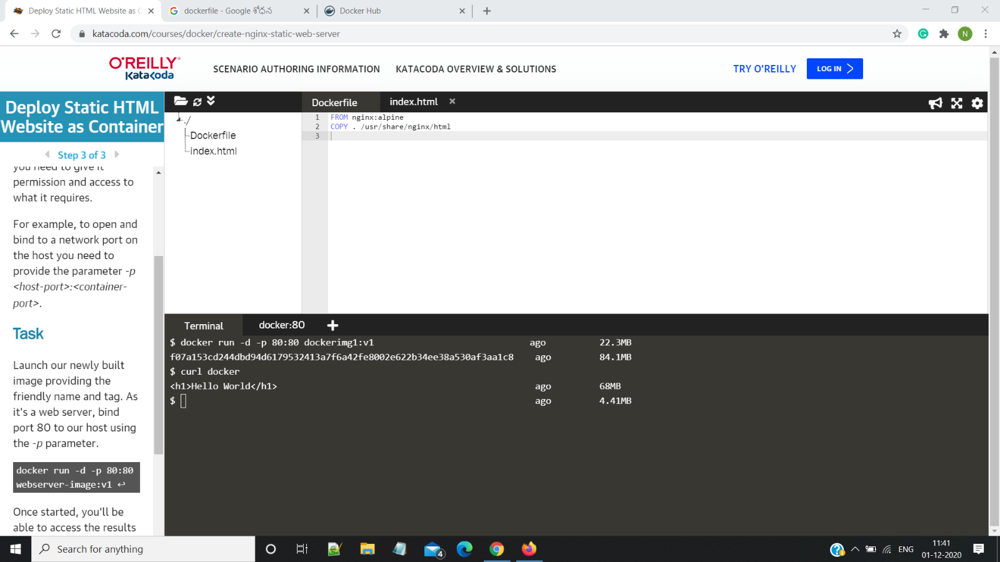 Deploy Static HTML Website as C
dockerfile - Google శోధన
Docker Hub
katacoda.com/courses/docker/create-nginx-static-web-server
N
O'REILLY
Katacoda
SCENARIO AUTHORING INFORMATION
KATACODA OVERVIEW & SOLUTIONS
TRY O'REILLY
LOG IN
Deploy Static HTML
Website as Container
Step 3 of 3
you need to give it
permission and access to
what it requires.
For example, to open and
bind to a network port on
the host you need to
provide the parameter -p
<host-port>:<container-
port>.
Task
Launch our newly built
image providing the
friendly name and tag. As
it's a web server, bind
port 80 to our host using
the -p parameter.
docker run -d -p 80:80
webserver-image:v1 ↩
Once started, you'll be
able to access the results
./
Dockerfile
index.html
Dockerfile
index.html
1 FROM nginx:alpine
2 COPY . /usr/share/nginx/html
3
Terminal
docker:80
$ docker run -d -p 80:80 dockerimg1:v1 ago 22.3MB
f07a153cd244dbd94d6179532413a7f6a42fe8002e622b34ee38a530af3aa1c8 ago 84.1MB
$ curl docker
<h1>Hello World</h1> ago 68MB
$ ago 4.41MB
Search for anything
4
ENG
11:41
01-12-2020